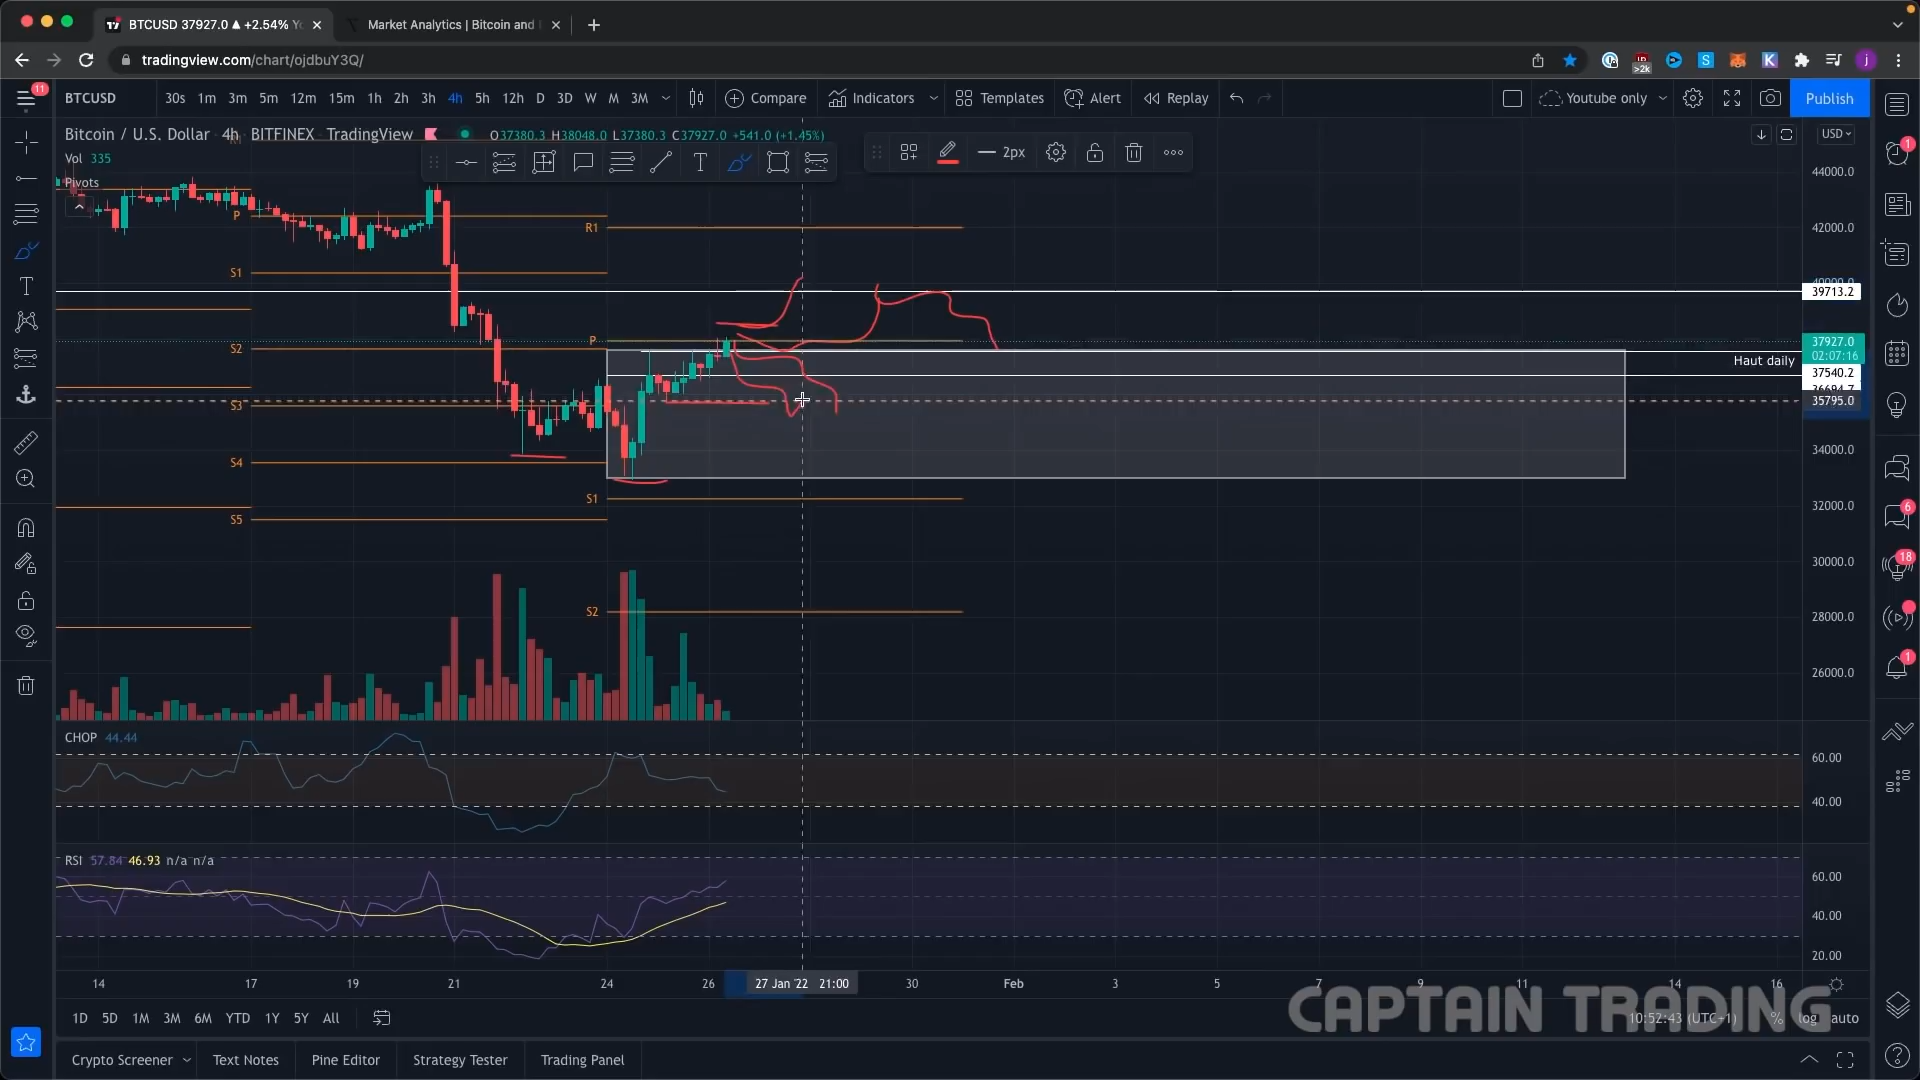 BTCUSD 37927.0 ▲ +2.54%
Market Analytics | Bitcoin and
tradingview.com/chart/ojdbuY3Q/
>2k
j
11
BTCUSD 30s 1m 3m 5m 12m 15m 1h 2h 3h 4h 5h 12h D 3D W M 3M Compare Indicators Templates Alert Replay Youtube only Publish
Bitcoin / U.S. Dollar · 4h · BITFINEX · TradingView O37380.3 H38048.0 L37380.3 C37927.0 +541.0 (+1.45%) USD
Vol 335
2px
Pivots
44000.0
P
R1 42000.0
S1
39713.2
P 37927.0
S2 02:07:16
Haut daily
37540.2
35795.0
S3
34000.0
S4
S1 32000.0
S5
30000.0
S2 28000.0
26000.0
CHOP 44.44
60.00
40.00
RSI 57.84 46.93 n/a n/a
60.00
40.00
20.00
14 17 19 21 24 26 27 Jan '22 21:00 30 Feb 3 5 7 9 11 14 16
CAPTAIN TRADING
1D 5D 1M 3M 6M YTD 1Y 5Y All 10:52:43 (UTC+1) % log auto
Crypto Screener Text Notes Pine Editor Strategy Tester Trading Panel
1
6
18
1